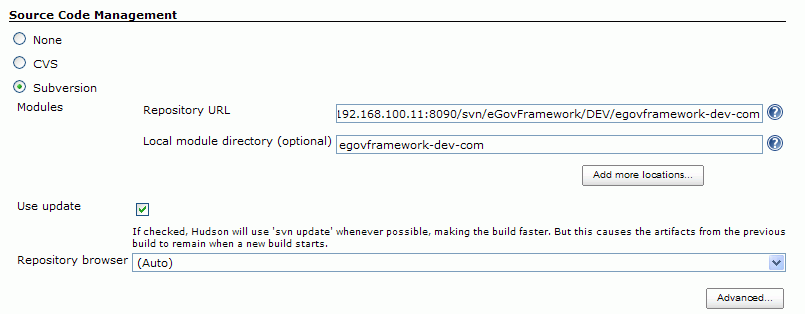 Source Code Management
None
CVS
Subversion
Modules Repository URL 192.168.100.11:8090/svn/eGovFramework/DEV/egovframework-dev-com
Local module directory (optional) egovframework-dev-com
Add more locations...
Use update
If checked, Hudson will use 'svn update' whenever possible, making the build faster. But this causes the artifacts from the previous
build to remain when a new build starts.
Repository browser (Auto)
Advanced...